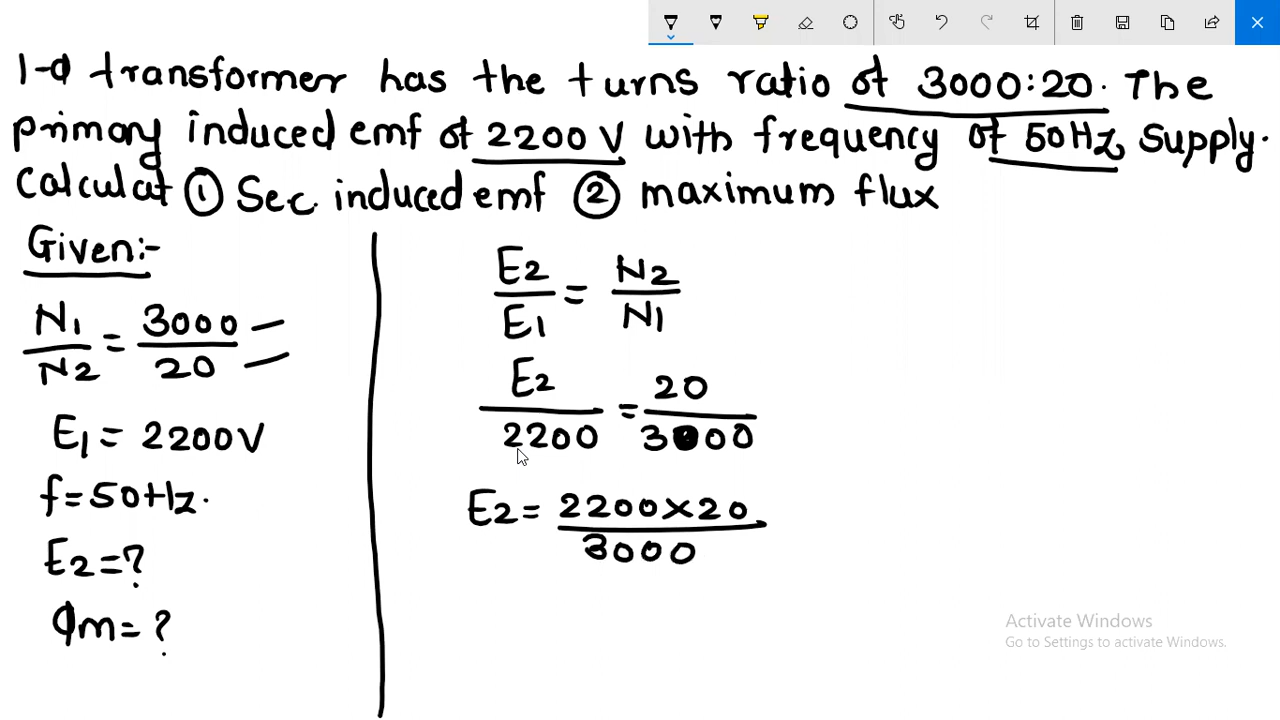 1-Φ transformer has the turns ratio of 3000:20. The
primary induced emf of 2200 V with frequency of 50Hz supply.
Calculat ① Sec. induced emf ② maximum flux
Given:-
N1/N2 = 3000/20
E1 = 2200V
f = 50Hz.
E2 = ?
Φm = ?
E2/E1 = N2/N1
E2/2200 = 20/3000
E2 = 2200×20/3000
Activate Windows
Go to Settings to activate Windows.